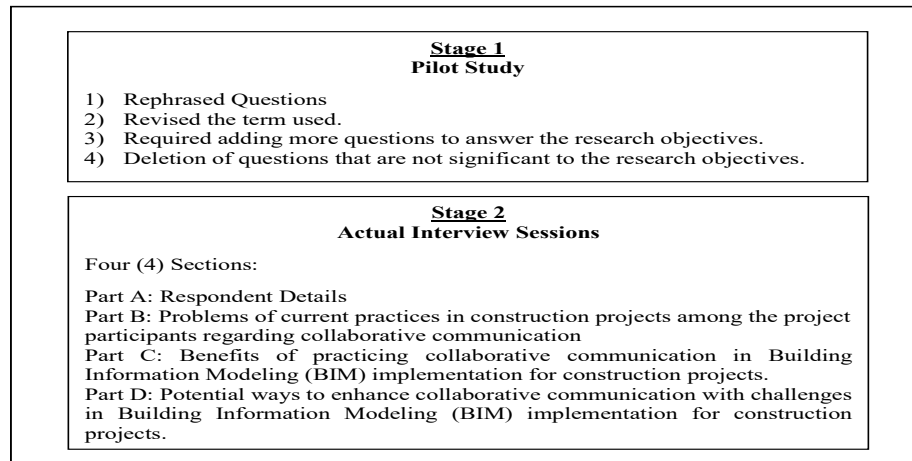 Stage 1
Pilot Study
1) Rephrased Questions
2) Revised the term used.
3) Required adding more questions to answer the research objectives.
4) Deletion of questions that are not significant to the research objectives.
Stage 2
Actual Interview Sessions
Four (4) Sections:
Part A: Respondent Details
Part B: Problems of current practices in construction projects among the project
participants regarding collaborative communication
Part C: Benefits of practicing collaborative communication in Building
Information Modeling (BIM) implementation for construction projects.
Part D: Potential ways to enhance collaborative communication with challenges
in Building Information Modeling (BIM) implementation for construction
projects.